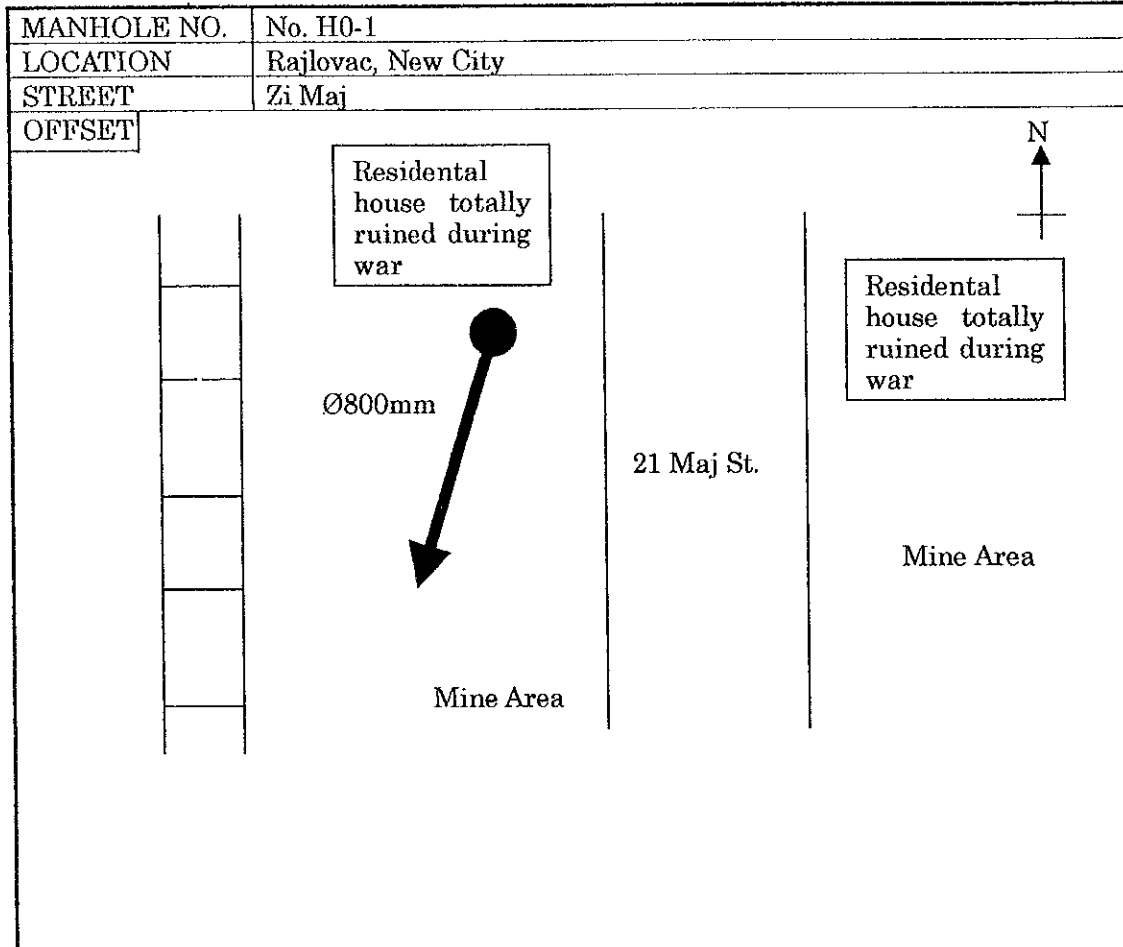 MANHOLE NO. No. H0-1
LOCATION Rajlovac, New City
STREET Zi Maj
OFFSET
N
Residental
house totally
ruined during
war
Residental
house totally
ruined during
war
Ø800mm
21 Maj St.
Mine Area
Mine Area